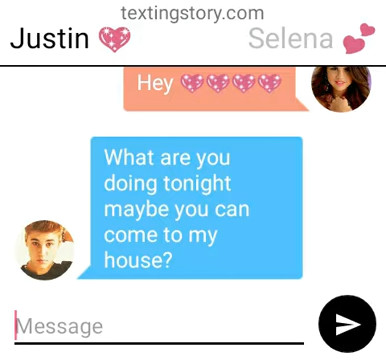 textingstory.com
Justin 💖 Selena 💕
Hey 💖💖💖💖
What are you
doing tonight
maybe you can
come to my
house?
Message